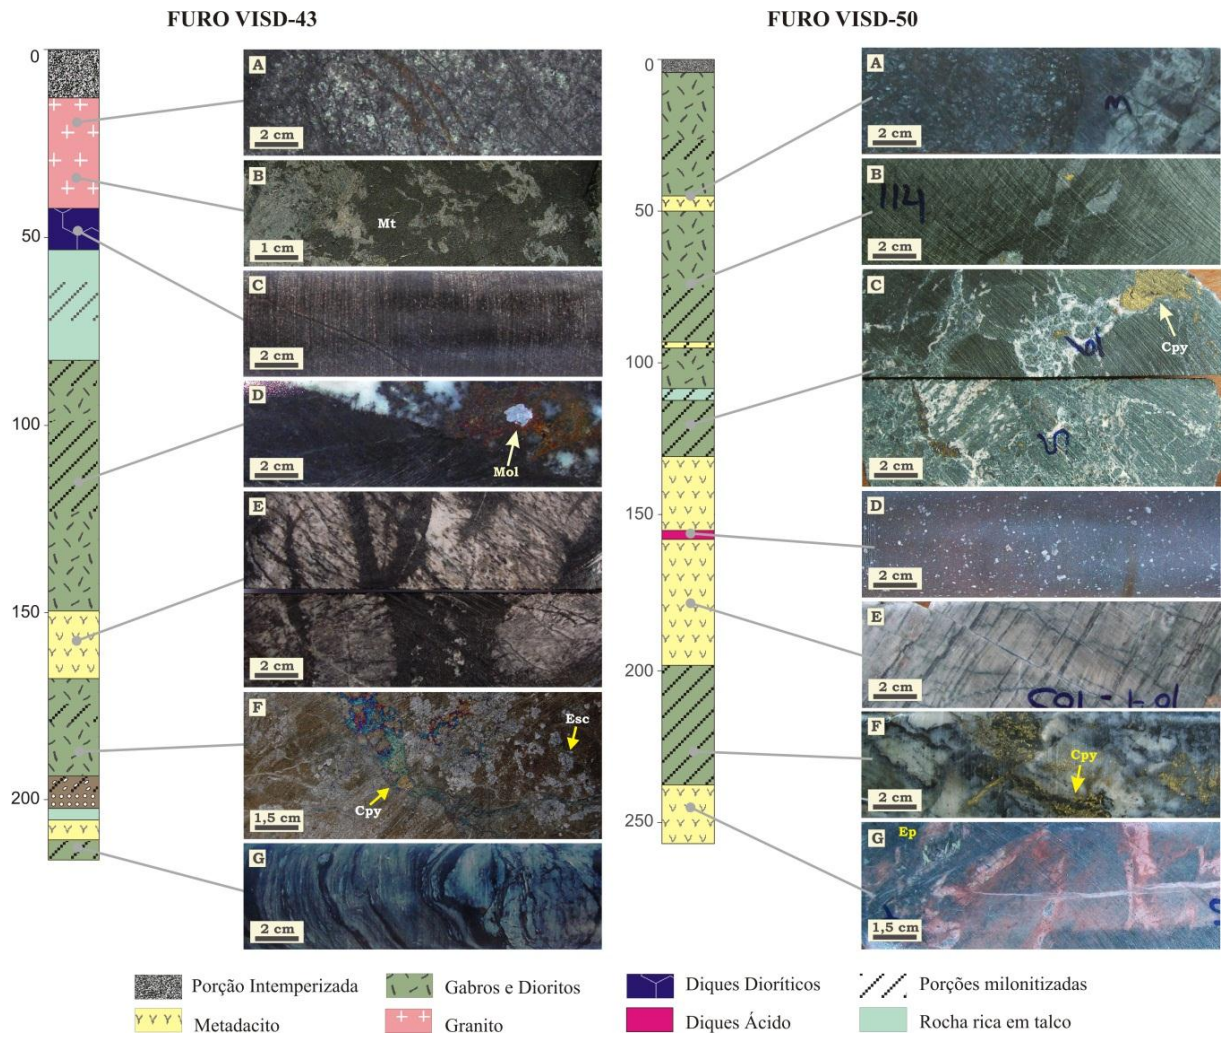 FURO VISD-43
FURO VISD-50
0
50
100
150
200
A
2 cm
B
Mt
1 cm
C
2 cm
D
Mol
2 cm
E
2 cm
F
Esc
Cpy
1,5 cm
G
2 cm
0
50
100
150
200
250
A
2 cm
B
114
2 cm
C
Cpy
2 cm
D
2 cm
E
2 cm
F
Cpy
2 cm
G
Ep
1,5 cm
Porção Intemperizada
Gabros e Dioritos
Diques Dioríticos
Porções milonitizadas
Metadacito
Granito
Diques Ácido
Rocha rica em talco